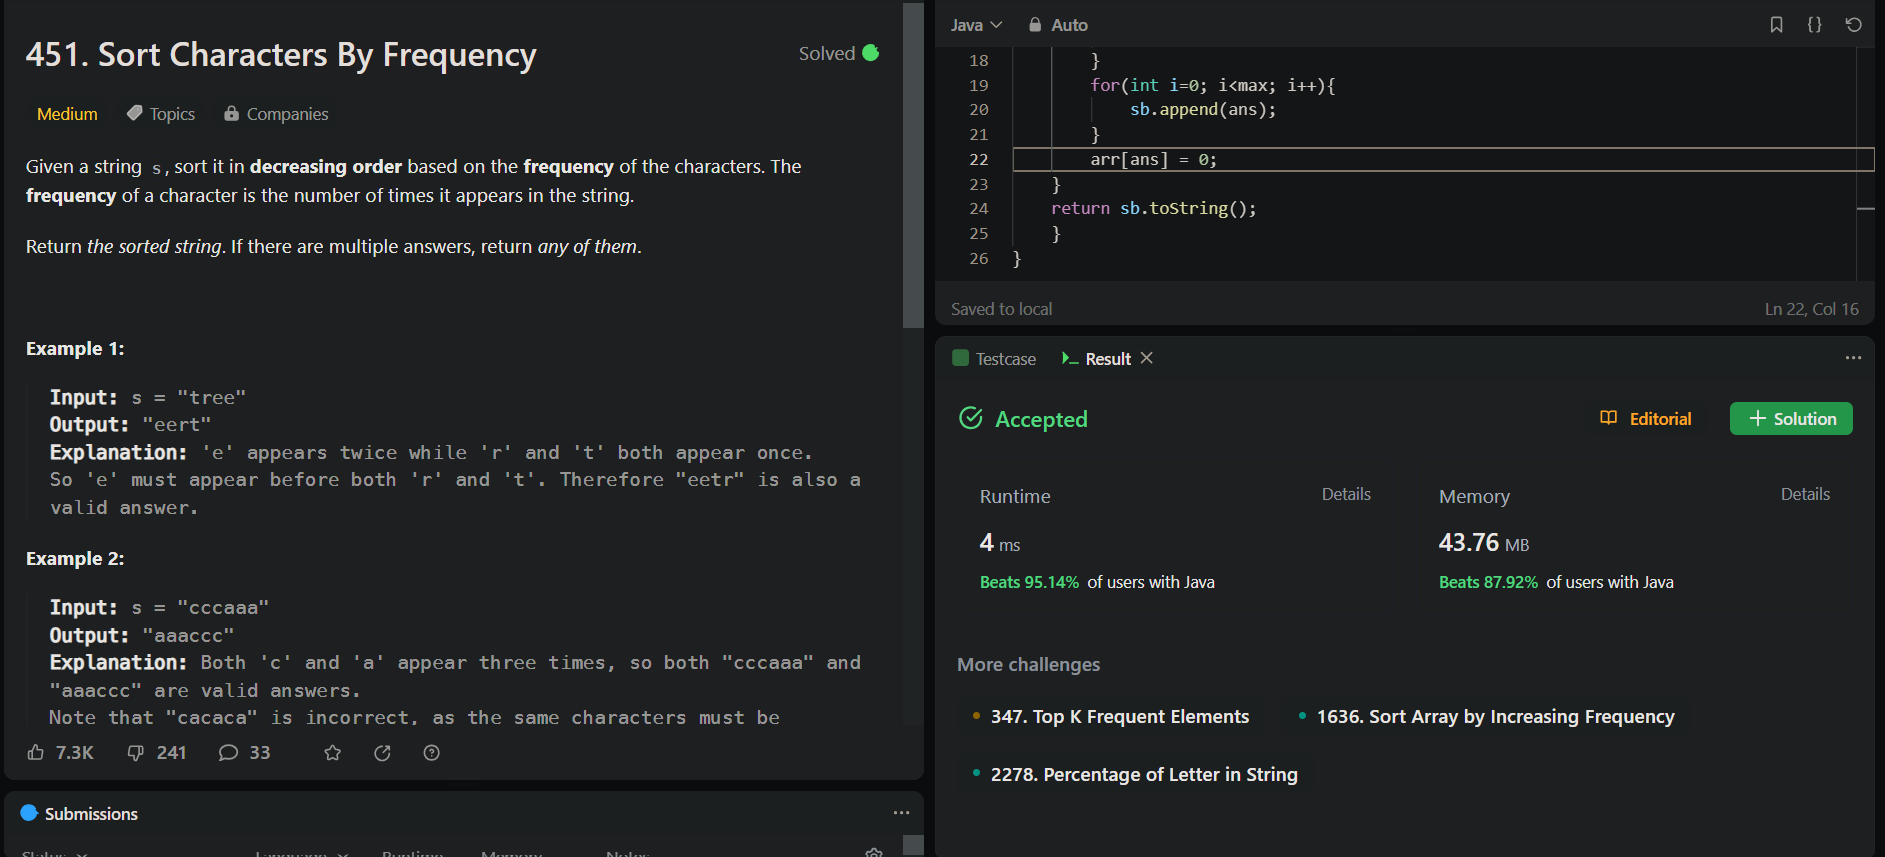 451. Sort Characters By Frequency
Solved
Medium Topics Companies
Given a string s, sort it in decreasing order based on the frequency of the characters. The
frequency of a character is the number of times it appears in the string.
Return the sorted string. If there are multiple answers, return any of them.
Example 1:
Input: s = "tree"
Output: "eert"
Explanation: 'e' appears twice while 'r' and 't' both appear once.
So 'e' must appear before both 'r' and 't'. Therefore "eetr" is also a
valid answer.
Example 2:
Input: s = "cccaaa"
Output: "aaaccc"
Explanation: Both 'c' and 'a' appear three times, so both "cccaaa" and
"aaaccc" are valid answers.
Note that "cacaca" is incorrect, as the same characters must be
7.3K 241 33
Submissions
Status Language Runtime Memory Notes
Java Auto
18 }
19 for(int i=0; i<max; i++){
20 sb.append(ans);
21 }
22 arr[ans] = 0;
23 }
24 return sb.toString();
25 }
26 }
Saved to local Ln 22, Col 16
Testcase Result
Accepted Editorial Solution
Runtime Details
4 ms
Beats 95.14% of users with Java
Memory Details
43.76 MB
Beats 87.92% of users with Java
More challenges
347. Top K Frequent Elements 1636. Sort Array by Increasing Frequency
2278. Percentage of Letter in String